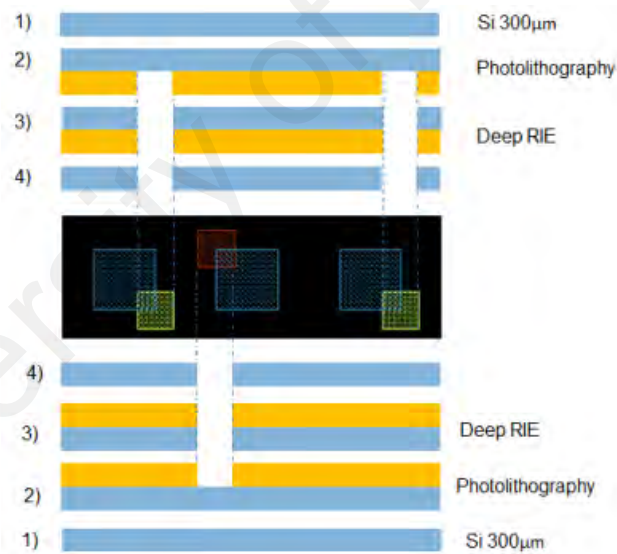 1) Si 300μm
2) Photolithography
3) Deep RIE
4)
4)
3) Deep RIE
2) Photolithography
1) Si 300μm